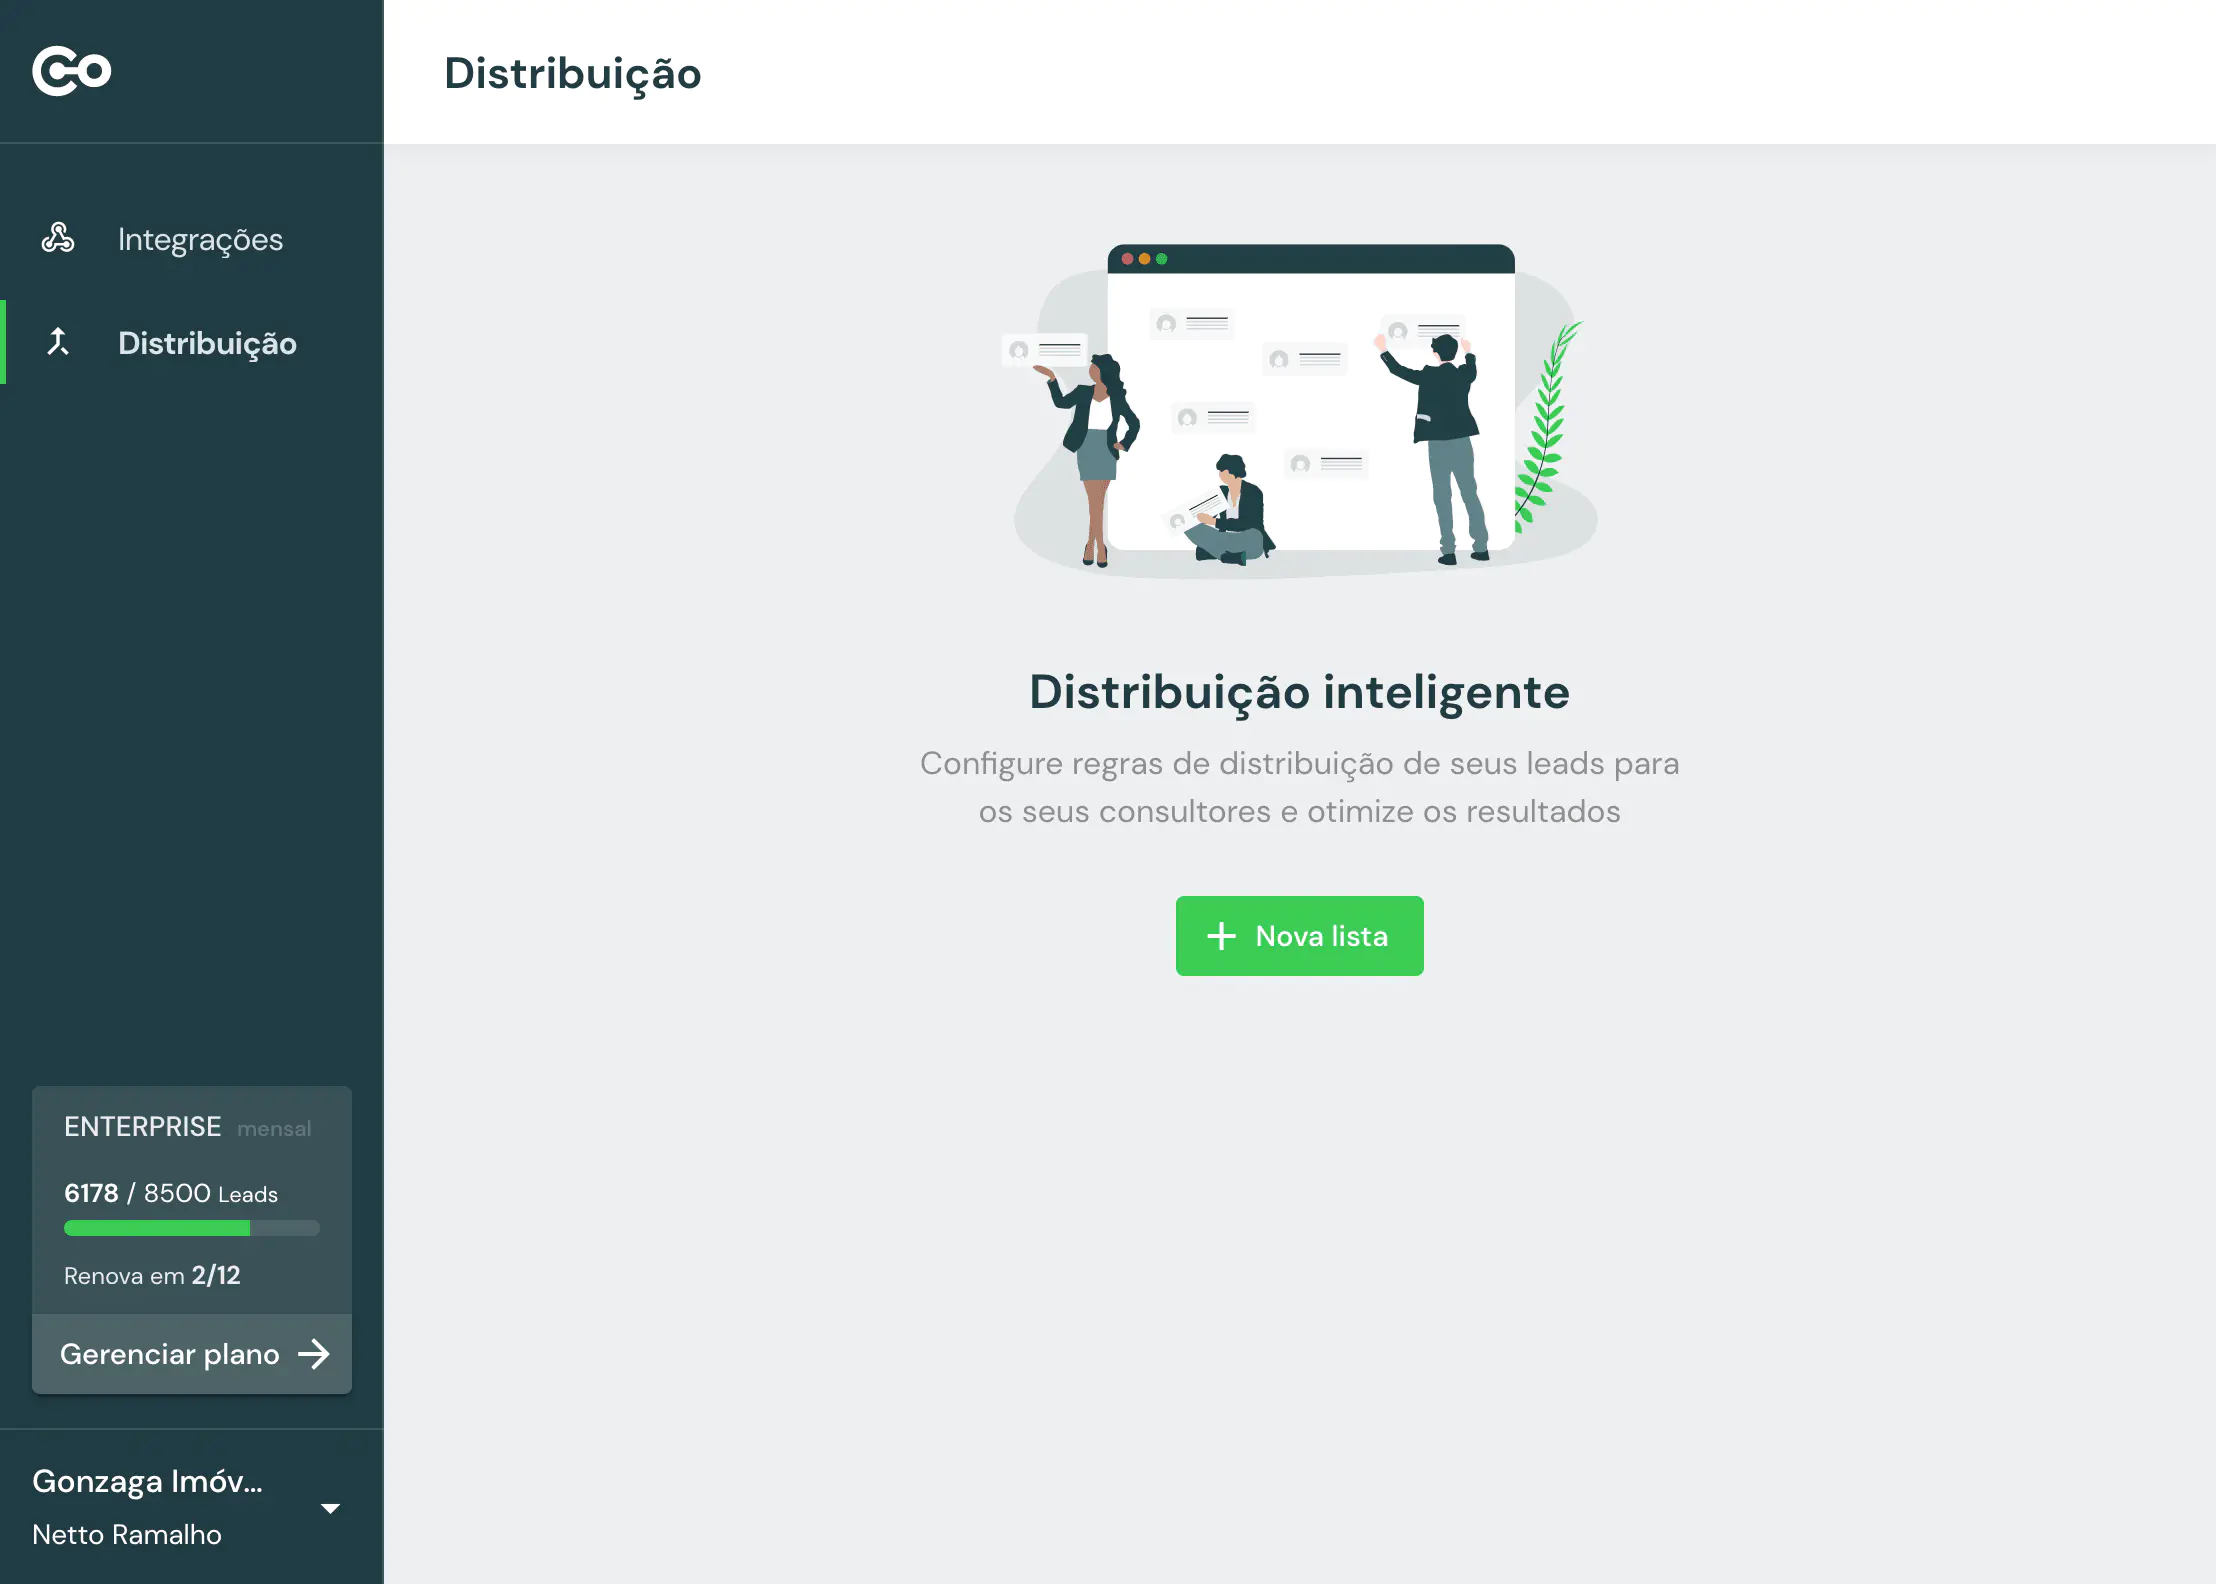 Co
Distribuição
Integrações
Distribuição
Distribuição inteligente
Configure regras de distribuição de seus leads para
os seus consultores e otimize os resultados
Nova lista
ENTERPRISE mensal
6178 / 8500 Leads
Renova em 2/12
Gerenciar plano
Gonzaga Imóv...
Netto Ramalho